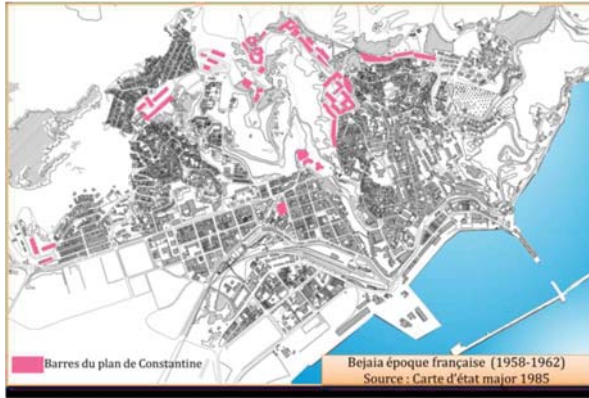 Barres du plan de Constantine
Bejaia époque française (1958-1962)
Source : Carte d'état major 1985